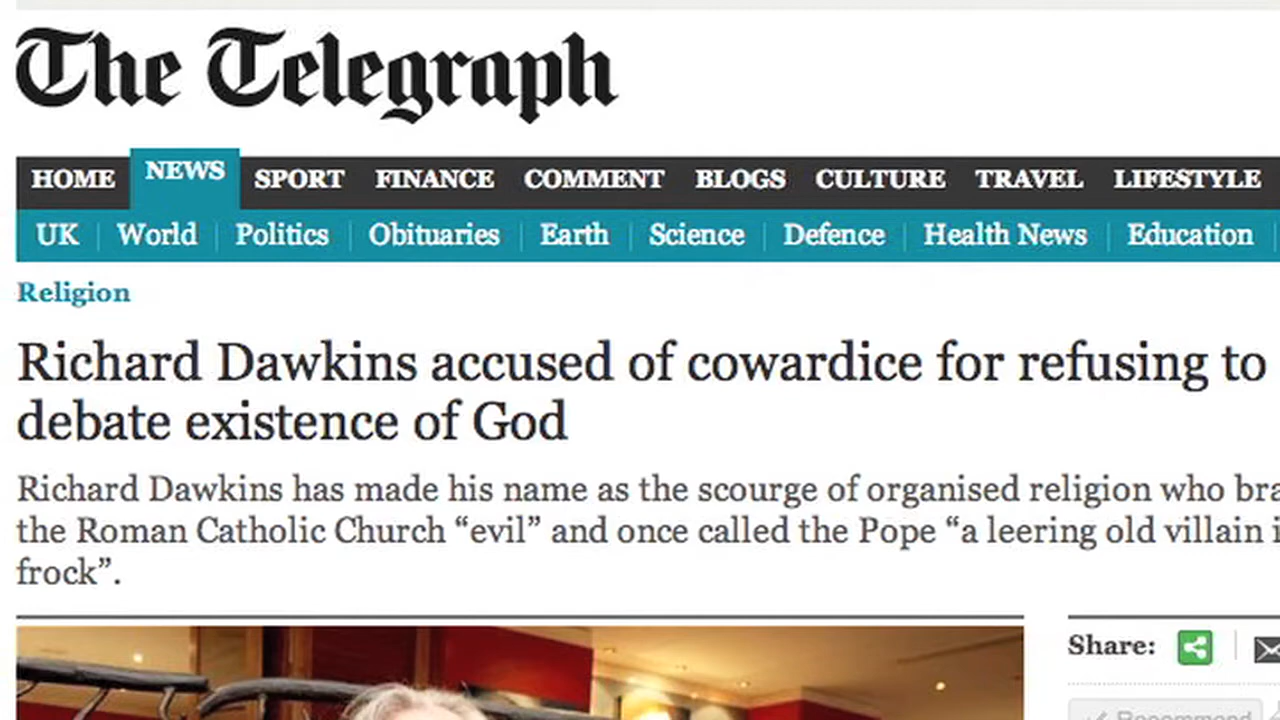 The Telegraph
HOME NEWS SPORT FINANCE COMMENT BLOGS CULTURE TRAVEL LIFESTYLE
UK World Politics Obituaries Earth Science Defence Health News Education
Religion
Richard Dawkins accused of cowardice for refusing to
debate existence of God
Richard Dawkins has made his name as the scourge of organised religion who
the Roman Catholic Church “evil” and once called the Pope “a leering old villain
frock”.
Share:
Recommend